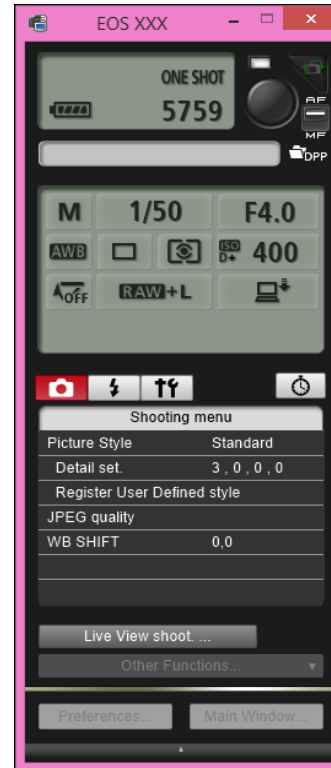 EOS XXX
ONE SHOT
5759
AF
MF
DPP
M 1/50 F4.0
AWB ISO D+ 400
OFF RAW+L
Shooting menu
Picture Style Standard
Detail set. 3 , 0 , 0 , 0
Register User Defined style
JPEG quality
WB SHIFT 0,0
Live View shoot. ...
Other Functions...
Preferences... Main Window...